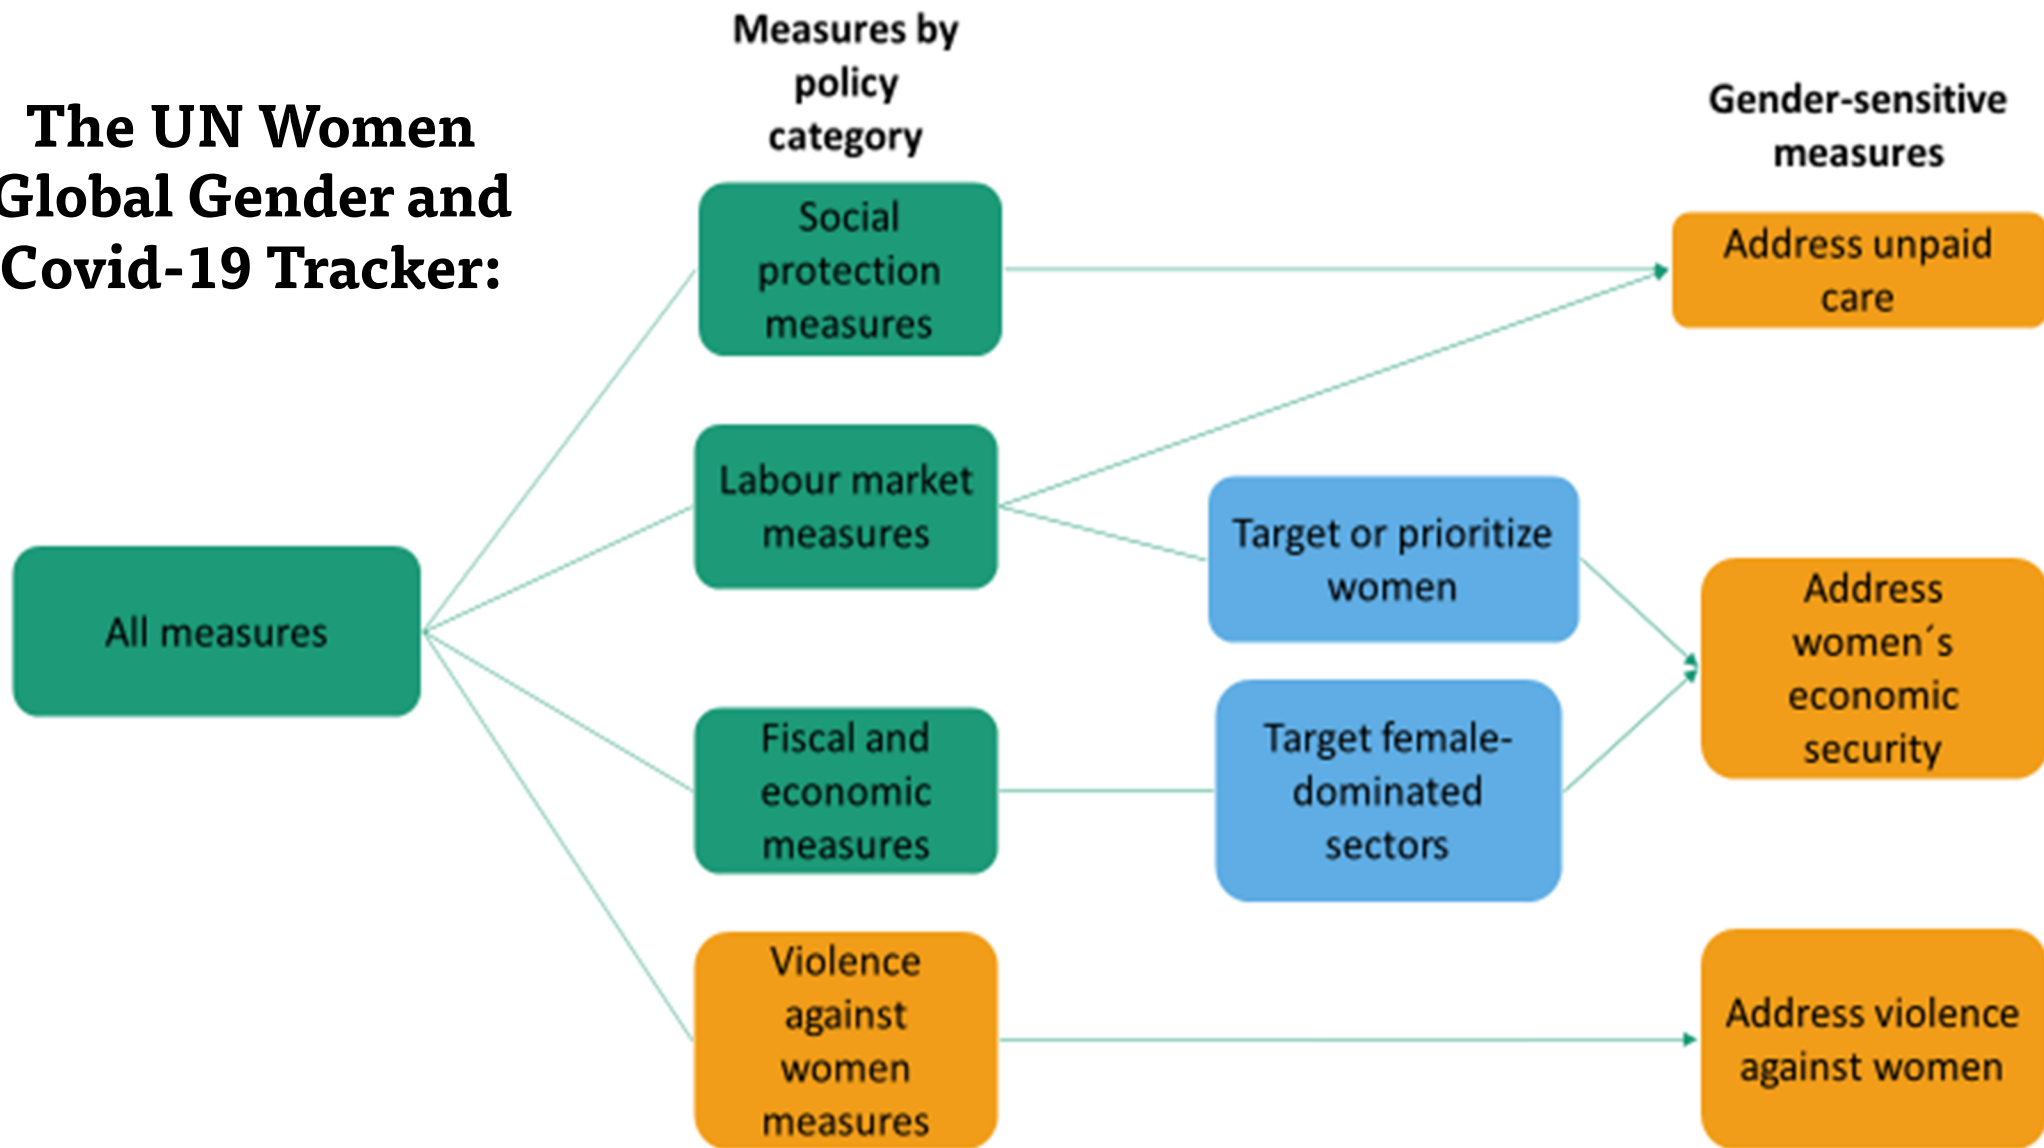 The UN Women
Global Gender and
Covid-19 Tracker:
Measures by
policy
category
Gender-sensitive
measures
Social
protection
measures
Address unpaid
care
Labour market
measures
Target or prioritize
women
All measures
Address
women´s
economic
security
Fiscal and
economic
measures
Target female-
dominated
sectors
Violence
against
women
measures
Address violence
against women